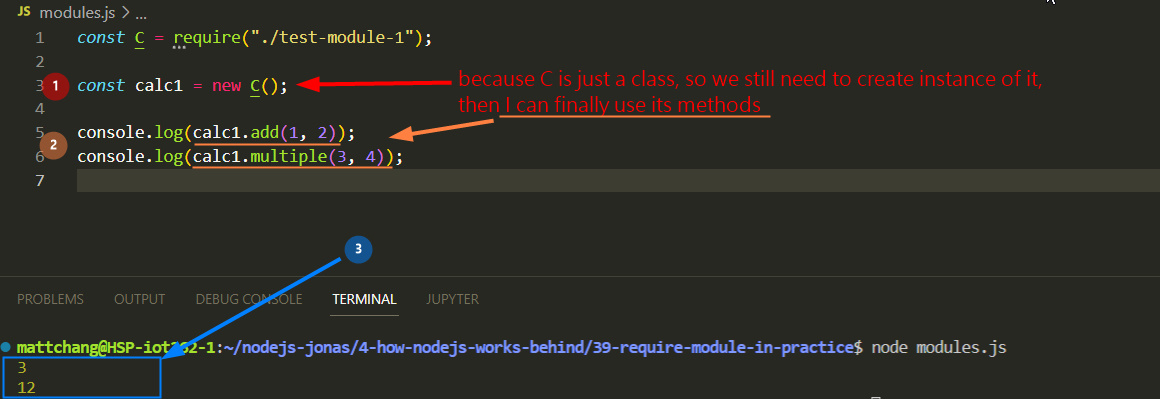 JS modules.js > ...
1 const C = require("./test-module-1");
2
3 1 const calc1 = new C();
because C is just a class, so we still need to create instance of it,
then I can finally use its methods
4
5 console.log(calc1.add(1, 2));
2
6 console.log(calc1.multiple(3, 4));
7
3
PROBLEMS OUTPUT DEBUG CONSOLE TERMINAL JUPYTER
mattchang@HSP-iot262-1:~/nodejs-jonas/4-how-nodejs-works-behind/39-require-module-in-practice$ node modules.js
3
12